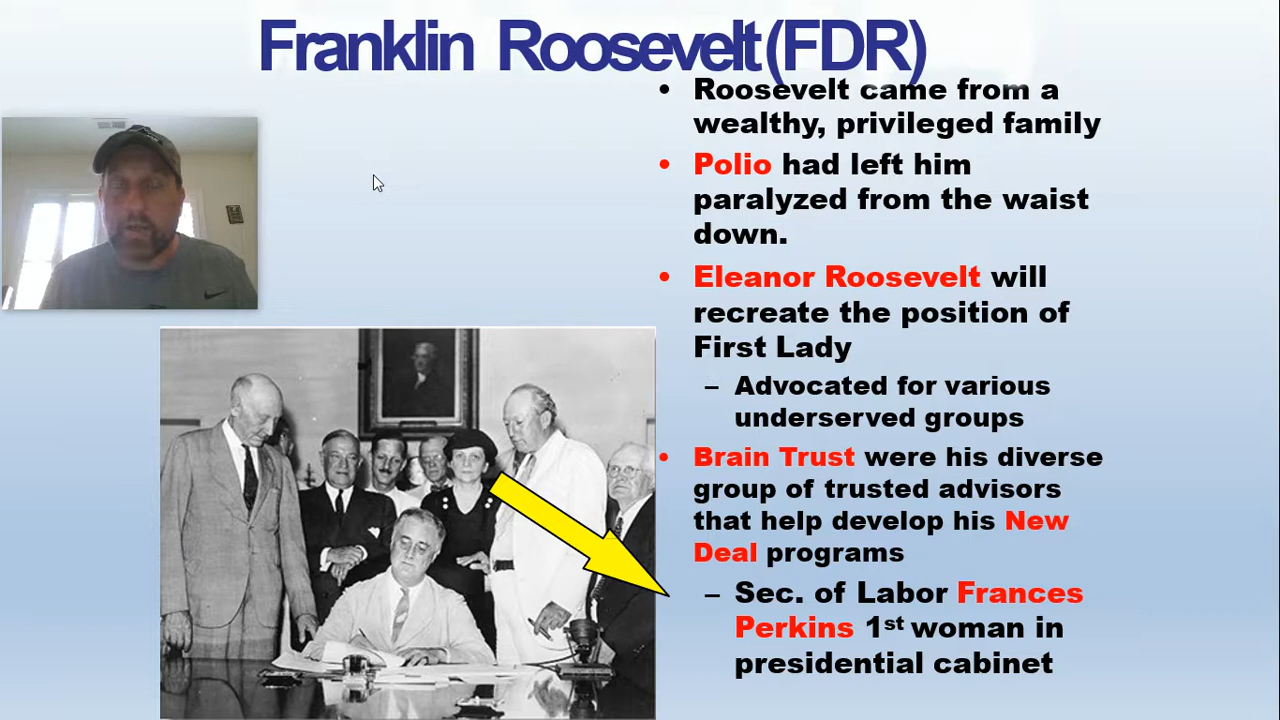 Franklin Roosevelt (FDR)
• Roosevelt came from a
wealthy, privileged family
• Polio had left him
paralyzed from the waist
down.
• Eleanor Roosevelt will
recreate the position of
First Lady
– Advocated for various
underserved groups
• Brain Trust were his diverse
group of trusted advisors
that help develop his New
Deal programs
– Sec. of Labor Frances
Perkins 1st woman in
presidential cabinet